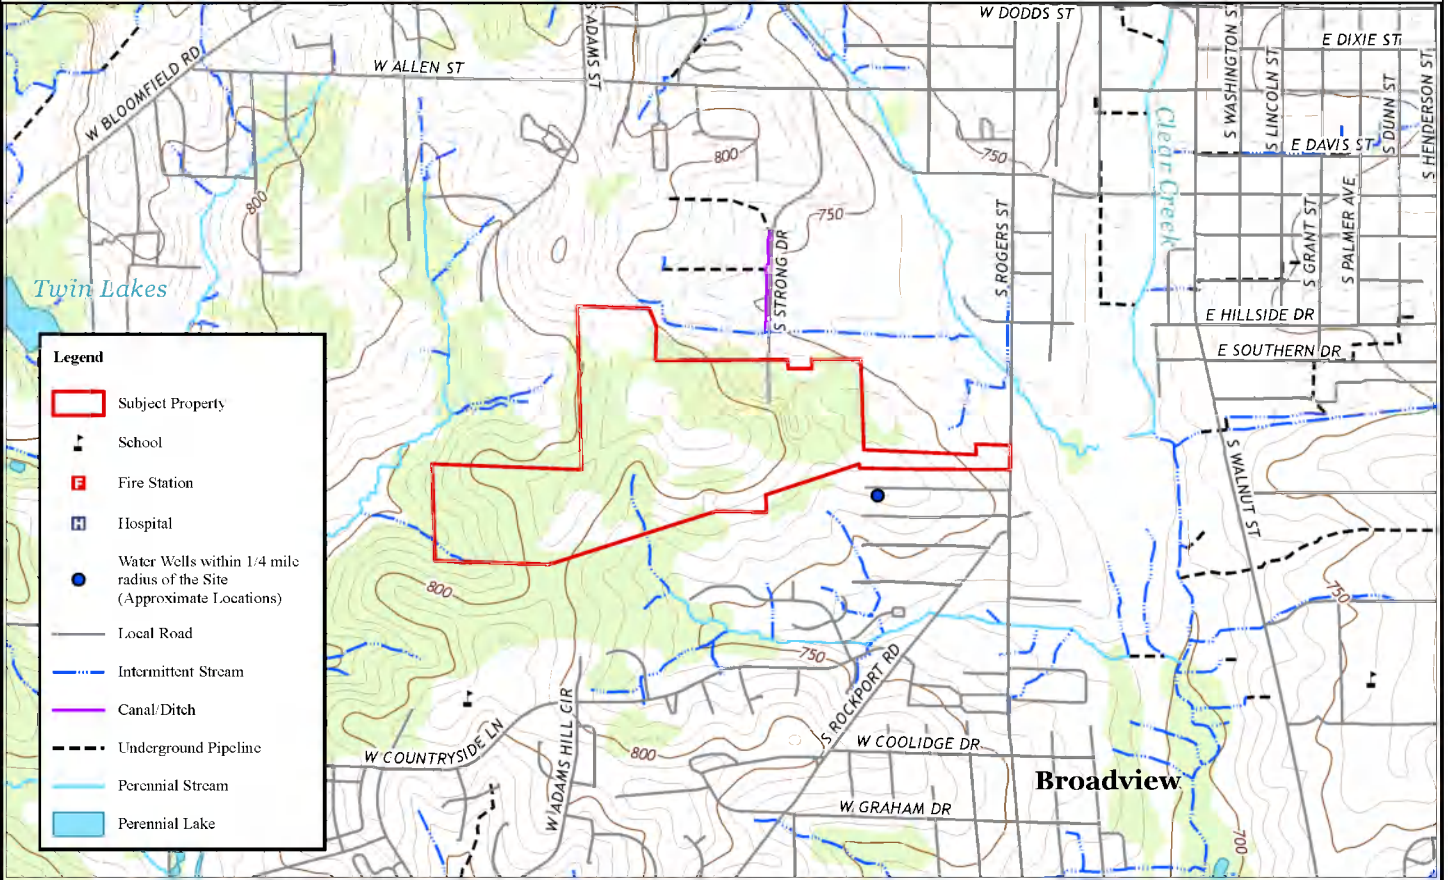 W DODDS ST
S ADAMS ST
S WASHINGTON ST
E DIXIE ST
S LINCOLN ST
S DUNN ST
S HENDERSON ST
W BLOOMFIELD RD
W ALLEN ST
Clear Creek
E DAVIS ST
800
750
800
750
S GRANT ST
S PALMER AVE
S ROGERS ST
S STRONG DR
Twin Lakes
E HILLSIDE DR
E SOUTHERN DR
S WALNUT ST
Legend
Subject Property
School
F Fire Station
H Hospital
Water Wells within 1/4 mile
radius of the Site
(Approximate Locations)
Local Road
Intermittent Stream
Canal/Ditch
Underground Pipeline
Perennial Stream
Perennial Lake
800
750
750
S ROCKPORT RD
W COUNTRYSIDE LN
W ADAMS HILL CIR
800
W COOLIDGE DR
Broadview
W GRAHAM DR
700